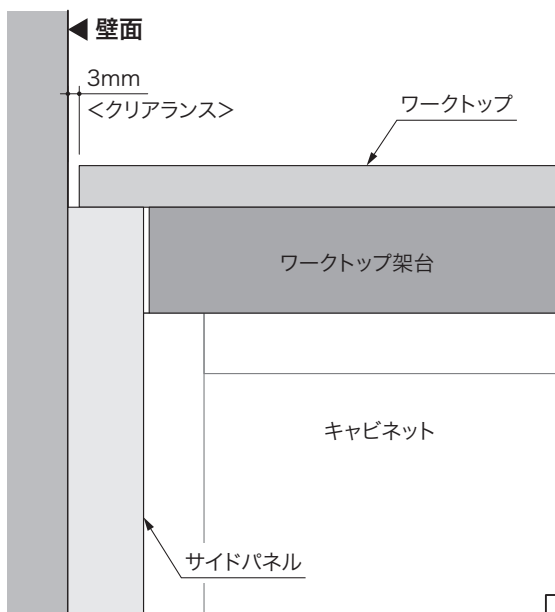 ◀ 壁面
3mm
<クリアランス>
ワークトップ
ワークトップ架台
キャビネット
サイドパネル